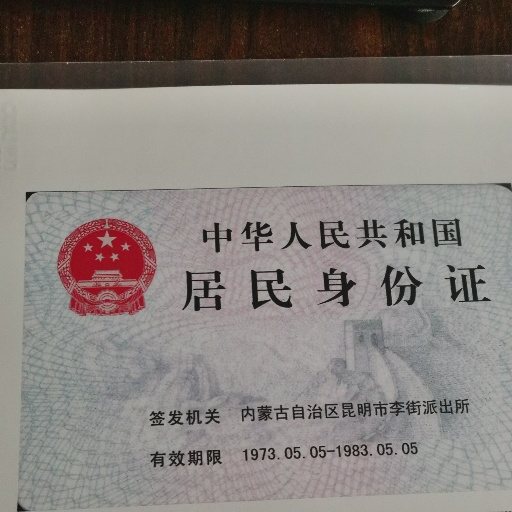 中华人民共和国
居民身份证
签发机关 内蒙古自治区昆明市李街派出所
有效期限 1973.05.05-1983.05.05